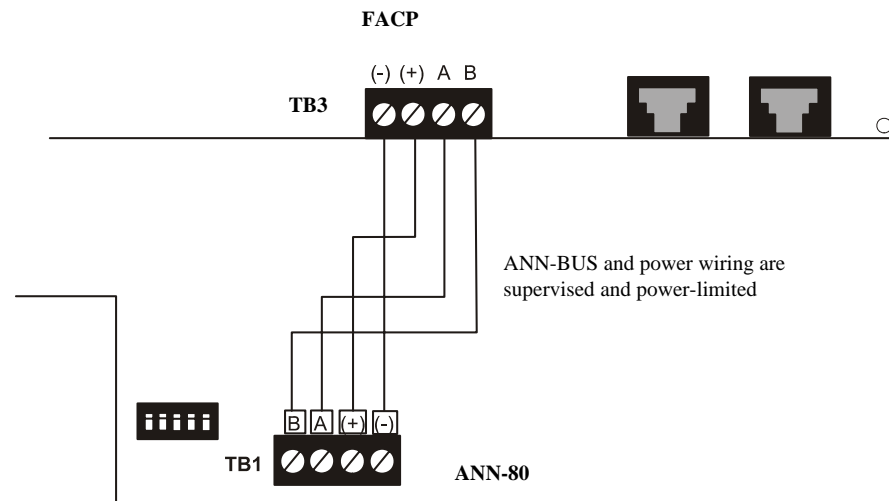 FACP
(-) (+) A B
TB3
ANN-BUS and power wiring are
supervised and power-limited
B A (+) (-)
TB1
ANN-80